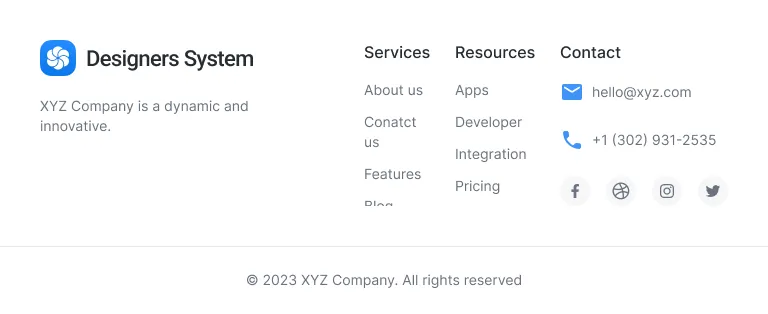 Designers System
XYZ Company is a dynamic and
innovative.
Services
About us
Conatct
us
Features
Blog
Resources
Apps
Developer
Integration
Pricing
Contact
hello@xyz.com
+1 (302) 931-2535
© 2023 XYZ Company. All rights reserved